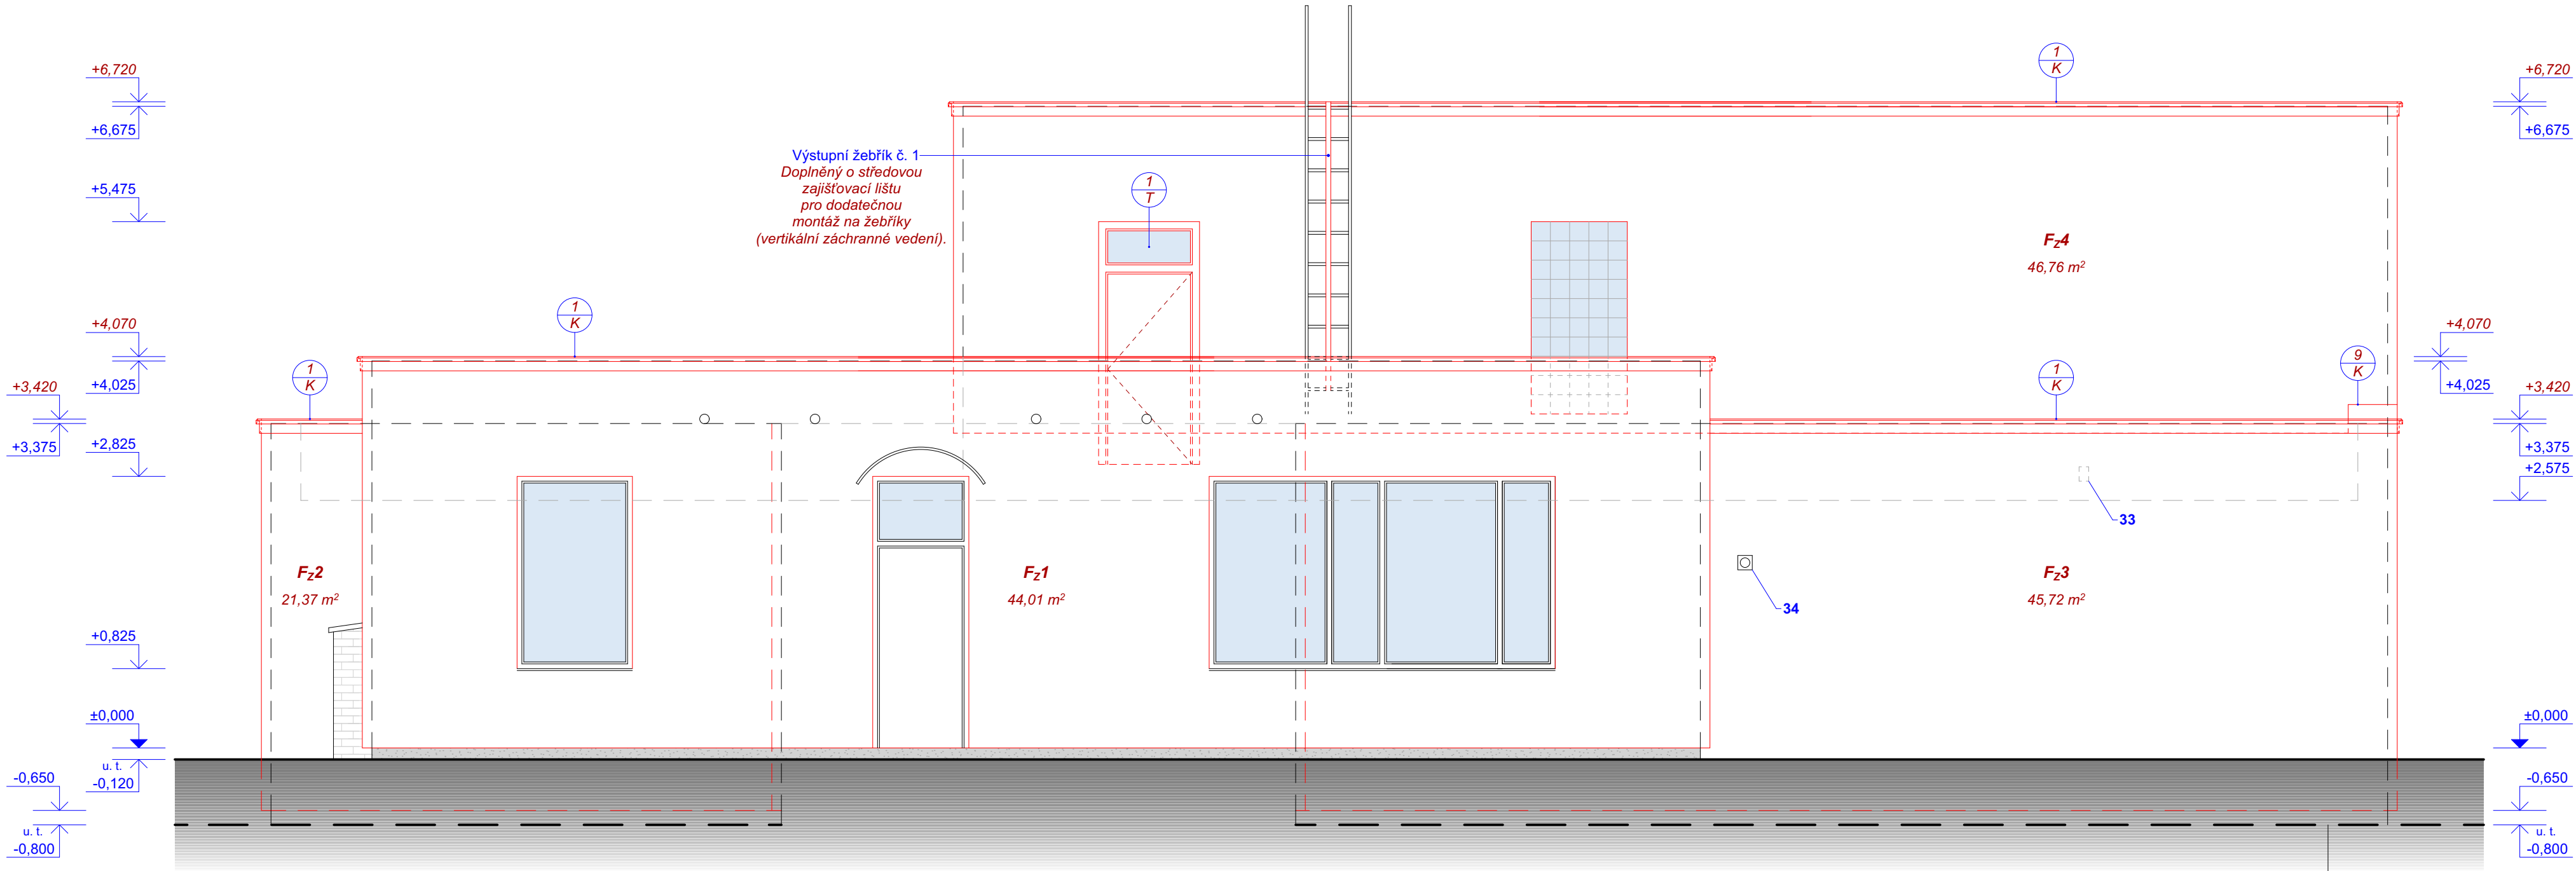 +6,720
+6,675
+5,475
+4,070
+4,025
+3,420
+3,375
+2,825
+0,825
±0,000
u. t.
-0,120
-0,650
u. t.
-0,800
1
K
1
K
Výstupní žebřík č. 1
Doplněný o středovou
zajišťovací lištu
pro dodatečnou
montáž na žebříky
(vertikální záchranné vedení).
1
T
1
K
FZ4
46,76 m²
1
K
9
K
FZ2
21,37 m²
FZ1
44,01 m²
33
34
FZ3
45,72 m²
+6,720
+6,675
+4,070
+4,025
+3,420
+3,375
+2,575
±0,000
-0,650
u. t.
-0,800